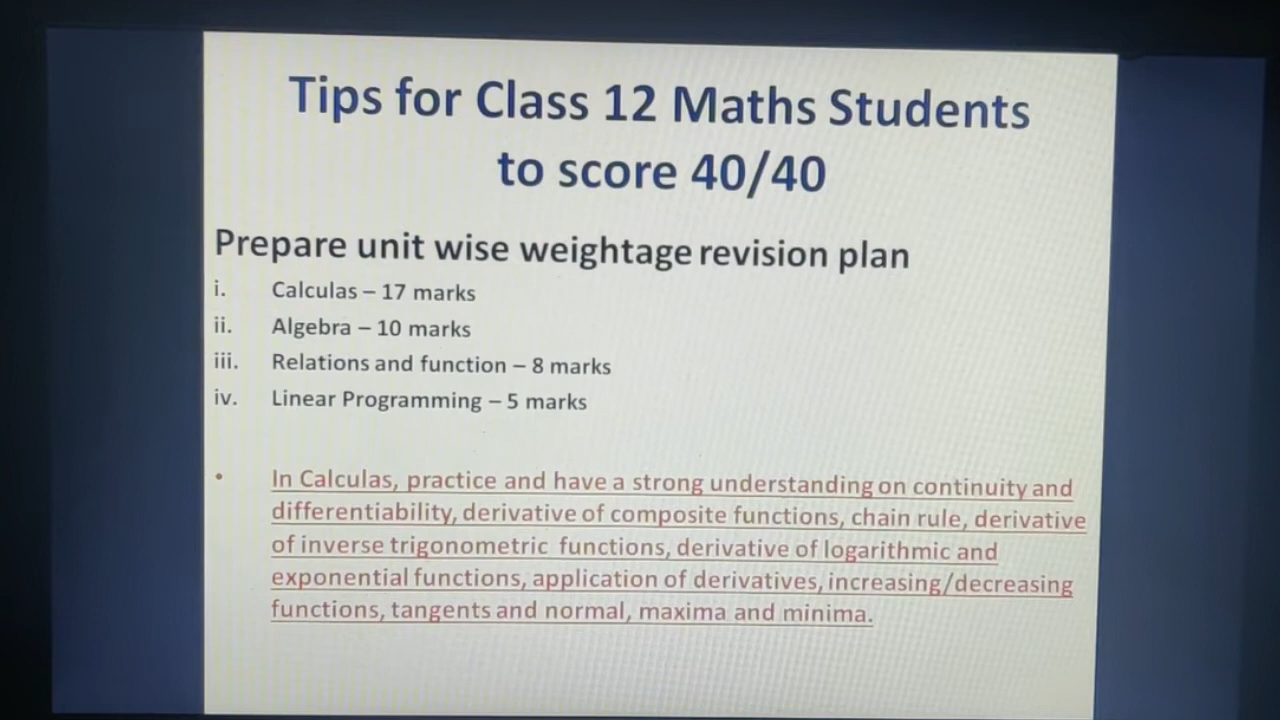 Tips for Class 12 Maths Students
to score 40/40
Prepare unit wise weightage revision plan
i. Calculas – 17 marks
ii. Algebra – 10 marks
iii. Relations and function – 8 marks
iv. Linear Programming – 5 marks
• In Calculas, practice and have a strong understanding on continuity and
differentiability, derivative of composite functions, chain rule, derivative
of inverse trigonometric functions, derivative of logarithmic and
exponential functions, application of derivatives, increasing/decreasing
functions, tangents and normal, maxima and minima.